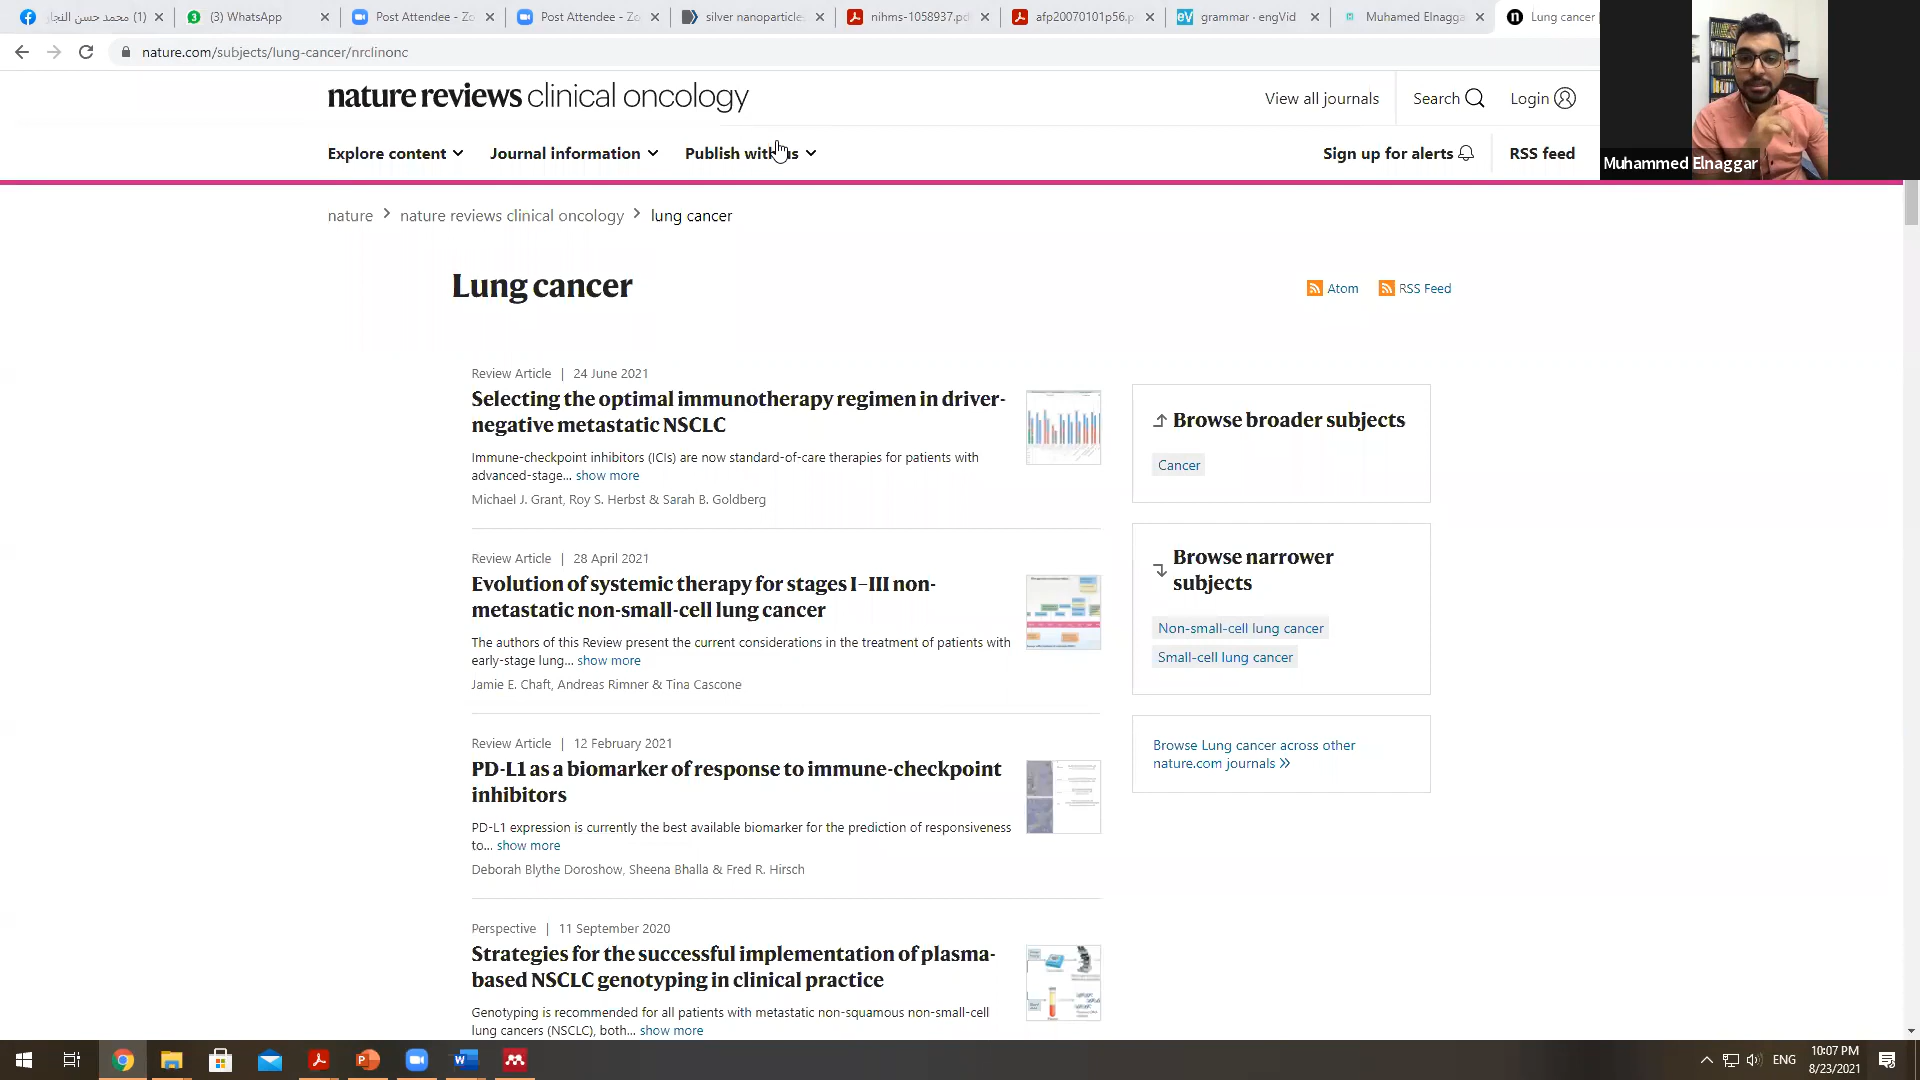 (1) محمد حسن النجار
(3) WhatsApp
Post Attendee - Zo
Post Attendee - Zo
silver nanoparticle
nihms-1058937.pd
afp20070101p56.p
grammar · engVid
Muhamed Elnagga
Lung cancer
nature.com/subjects/lung-cancer/nrclinonc
nature reviews clinical oncology
View all journals
Search
Login
Explore content
Journal information
Publish with us
Sign up for alerts
RSS feed
Muhammed Elnaggar
nature > nature reviews clinical oncology > lung cancer
Lung cancer
Atom
RSS Feed
Review Article | 24 June 2021
Selecting the optimal immunotherapy regimen in driver-
negative metastatic NSCLC
Immune-checkpoint inhibitors (ICIs) are now standard-of-care therapies for patients with
advanced-stage... show more
Michael J. Grant, Roy S. Herbst & Sarah B. Goldberg
Review Article | 28 April 2021
Evolution of systemic therapy for stages I–III non-
metastatic non-small-cell lung cancer
The authors of this Review present the current considerations in the treatment of patients with
early-stage lung... show more
Jamie E. Chaft, Andreas Rimner & Tina Cascone
Review Article | 12 February 2021
PD-L1 as a biomarker of response to immune-checkpoint
inhibitors
PD-L1 expression is currently the best available biomarker for the prediction of responsiveness
to... show more
Deborah Blythe Doroshow, Sheena Bhalla & Fred R. Hirsch
Perspective | 11 September 2020
Strategies for the successful implementation of plasma-
based NSCLC genotyping in clinical practice
Genotyping is recommended for all patients with metastatic non-squamous non-small-cell
lung cancers (NSCLC), both... show more
Browse broader subjects
Cancer
Browse narrower
subjects
Non-small-cell lung cancer
Small-cell lung cancer
Browse Lung cancer across other
nature.com journals »
ENG
10:07 PM
8/23/2021